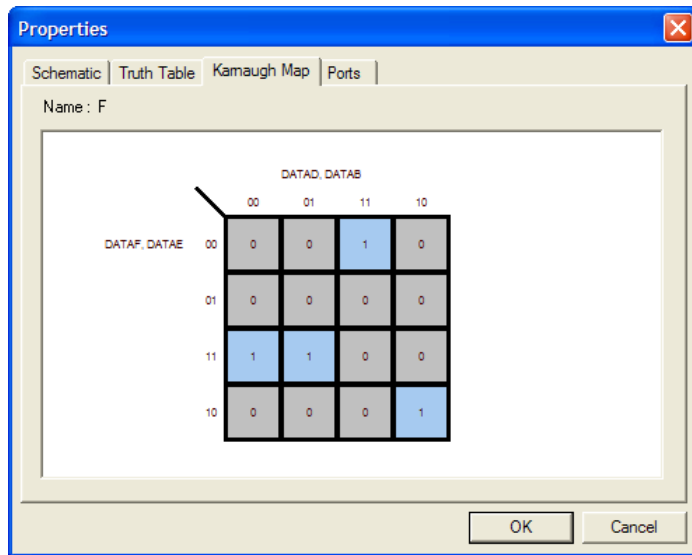 Properties
Schematic Truth Table Karnaugh Map Ports
Name : F
DATAD, DATAB
00 01 11 10
DATAF, DATAE 00 0 0 1 0
01 0 0 0 0
11 1 1 0 0
10 0 0 0 1
OK Cancel